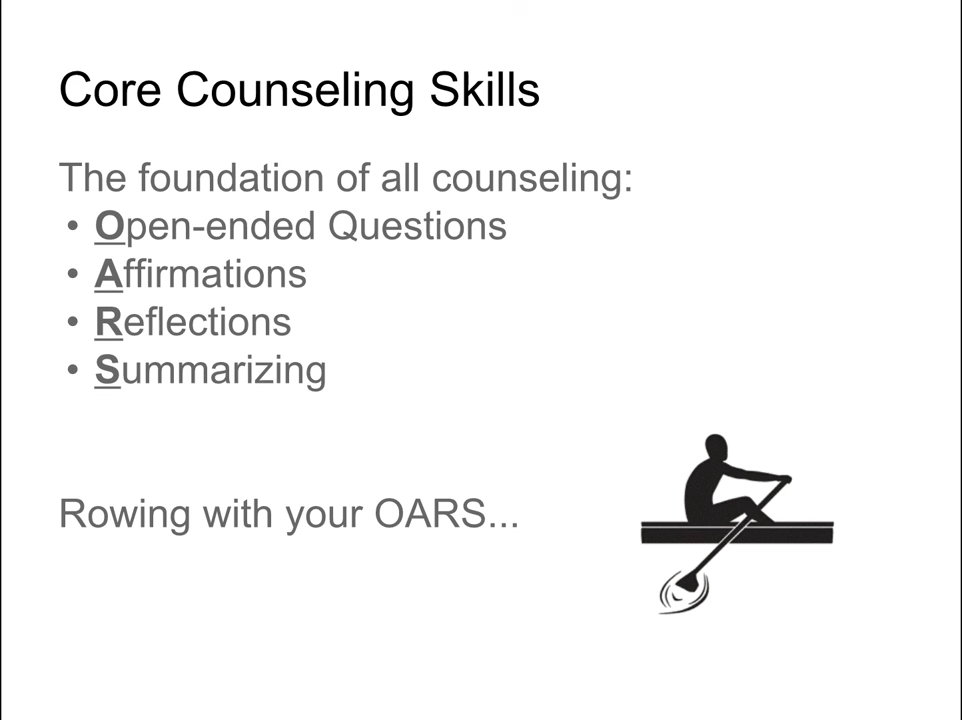 Core Counseling Skills
The foundation of all counseling:
• Open-ended Questions
• Affirmations
• Reflections
• Summarizing
Rowing with your OARS...